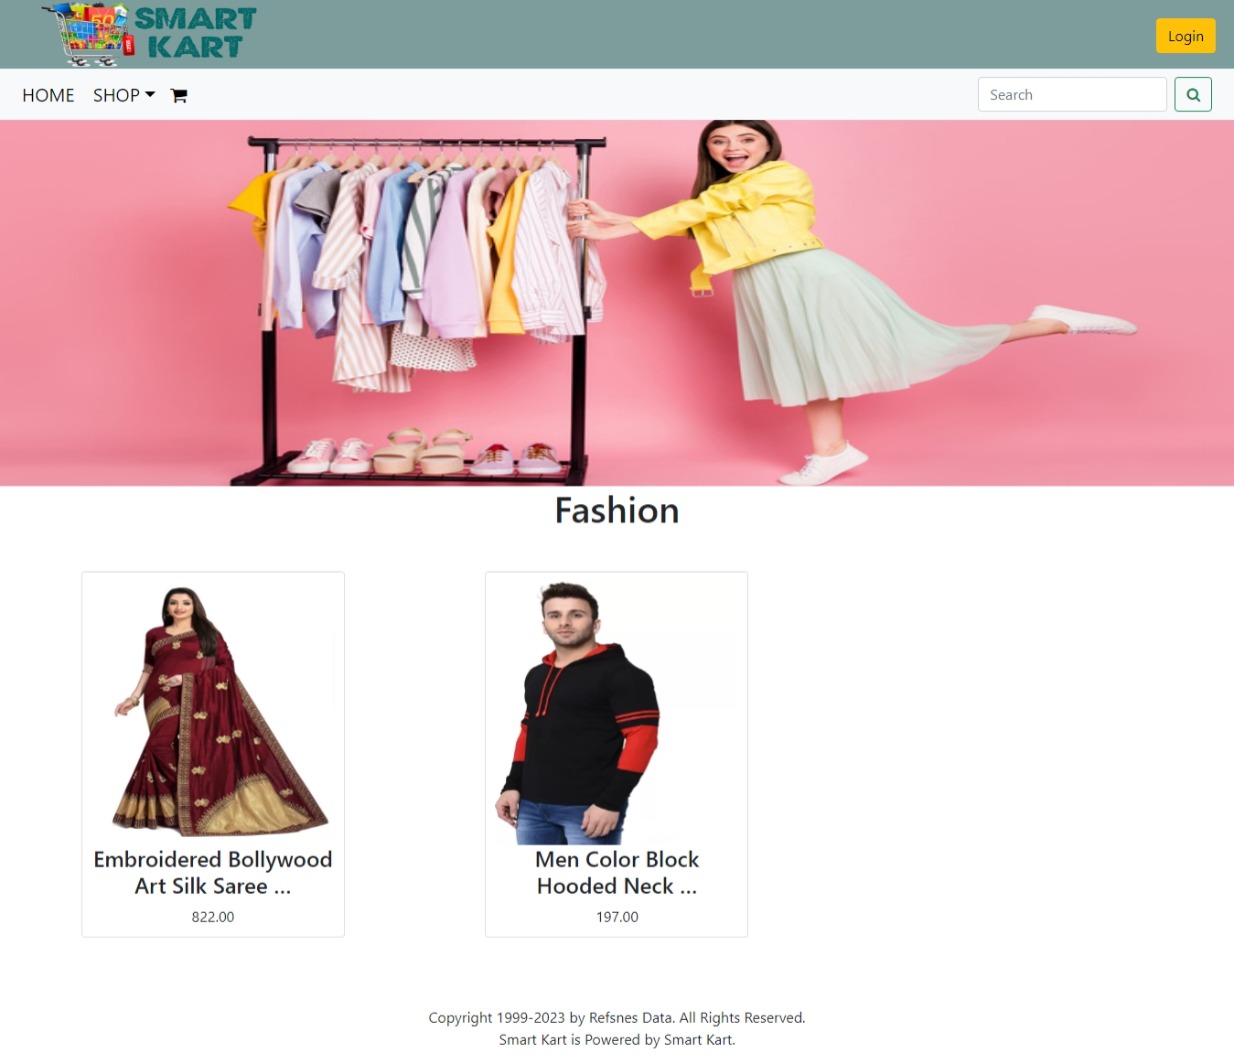 50
SMART
KART
Login
HOME SHOP
Search
Fashion
Embroidered Bollywood
Art Silk Saree ...
822.00
Men Color Block
Hooded Neck ...
197.00
Copyright 1999-2023 by Refsnes Data. All Rights Reserved.
Smart Kart is Powered by Smart Kart.